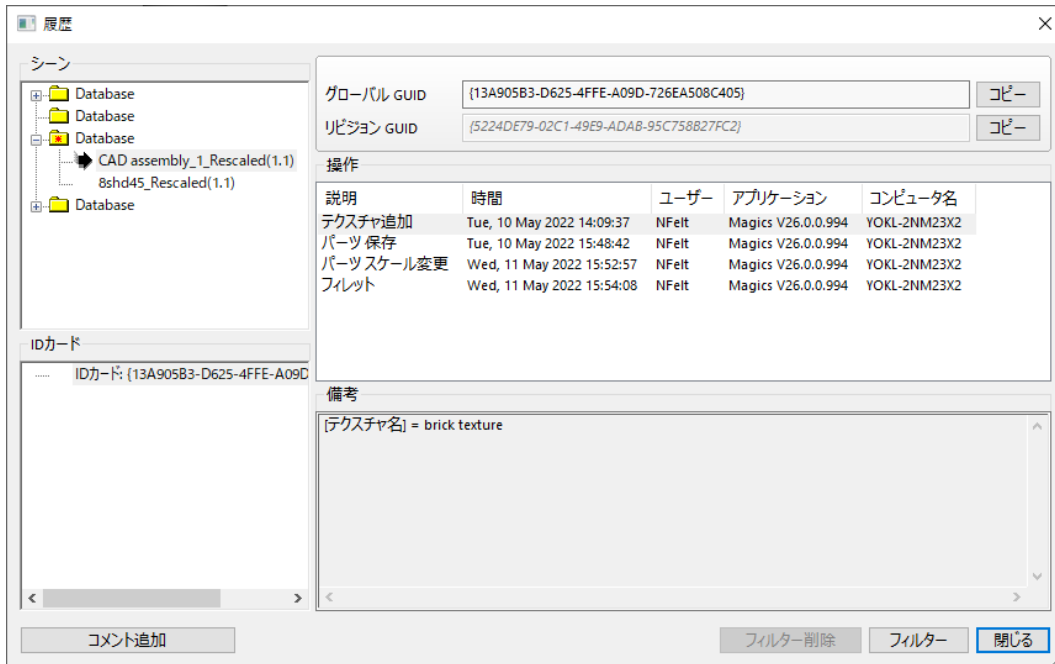 履歴
シーン
Database
Database
Database
CAD assembly_1_Rescaled(1.1)
8shd45_Rescaled(1.1)
Database
IDカード
IDカード: {13A905B3-D625-4FFE-A09D
グローバル GUID {13A905B3-D625-4FFE-A09D-726EA508C405} コピー
リビジョン GUID {5224DE79-02C1-49E9-ADAB-95C758B27FC2} コピー
操作
説明 時間 ユーザー アプリケーション コンピュータ名
テクスチャ追加 Tue, 10 May 2022 14:09:37 NFelt Magics V26.0.0.994 YOKL-2NM23X2
パーツ 保存 Tue, 10 May 2022 15:48:42 NFelt Magics V26.0.0.994 YOKL-2NM23X2
パーツ スケール変更 Wed, 11 May 2022 15:52:57 NFelt Magics V26.0.0.994 YOKL-2NM23X2
フィレット Wed, 11 May 2022 15:54:08 NFelt Magics V26.0.0.994 YOKL-2NM23X2
備考
[テクスチャ名] = brick texture
コメント追加 フィルター削除 フィルター 閉じる